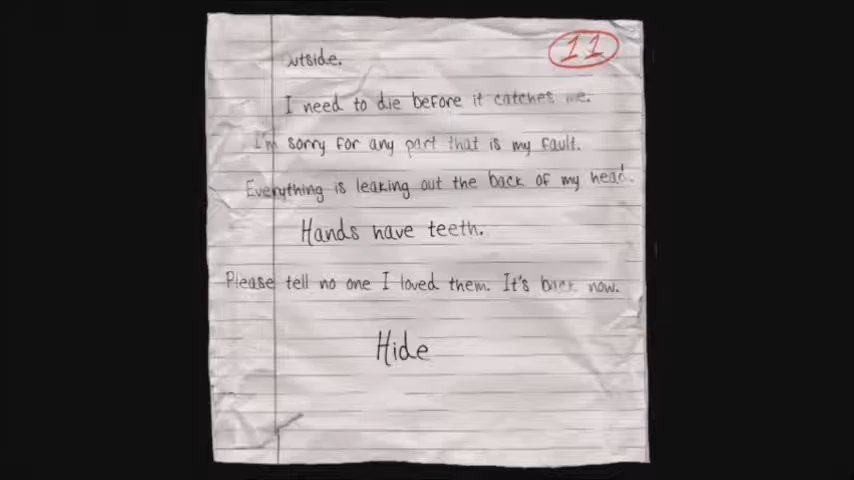 11
utside.
I need to die before it catches me.
I'm sorry for any part that is my fault.
Everything is leaking out the back of my head.
Hands have teeth.
Please tell no one I loved them. It's back now.
Hide